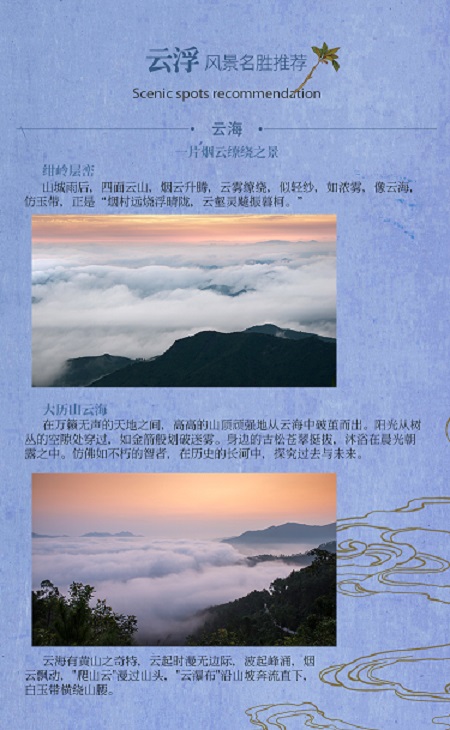 云浮 风景名胜推荐
Scenic spots recommendation
云海
一片烟云缭绕之景
绀岭层峦
山城雨后，四面云山，烟云升腾，云雾缭绕，似轻纱，如浓雾，像云海，
仿玉带，正是“烟村远绕浮晴陇，云壑灵飚振翳柯。”
大历山云海
在万籁无声的天地之间，高高的山顶顽强地从云海中破茧而出。阳光从树
丛的空隙处穿过，如金箭般划破迷雾。身边的古松苍翠挺拔，沐浴在晨光朝
露之中。仿佛如不朽的智者，在历史的长河中，探究过去与未来。
云海有黄山之奇特，云起时漫无边际，波起峰涌，烟
云飘动，"爬山云"漫过山头，"云瀑布"沿山坡奔流直下，
白玉带横绕山腰。